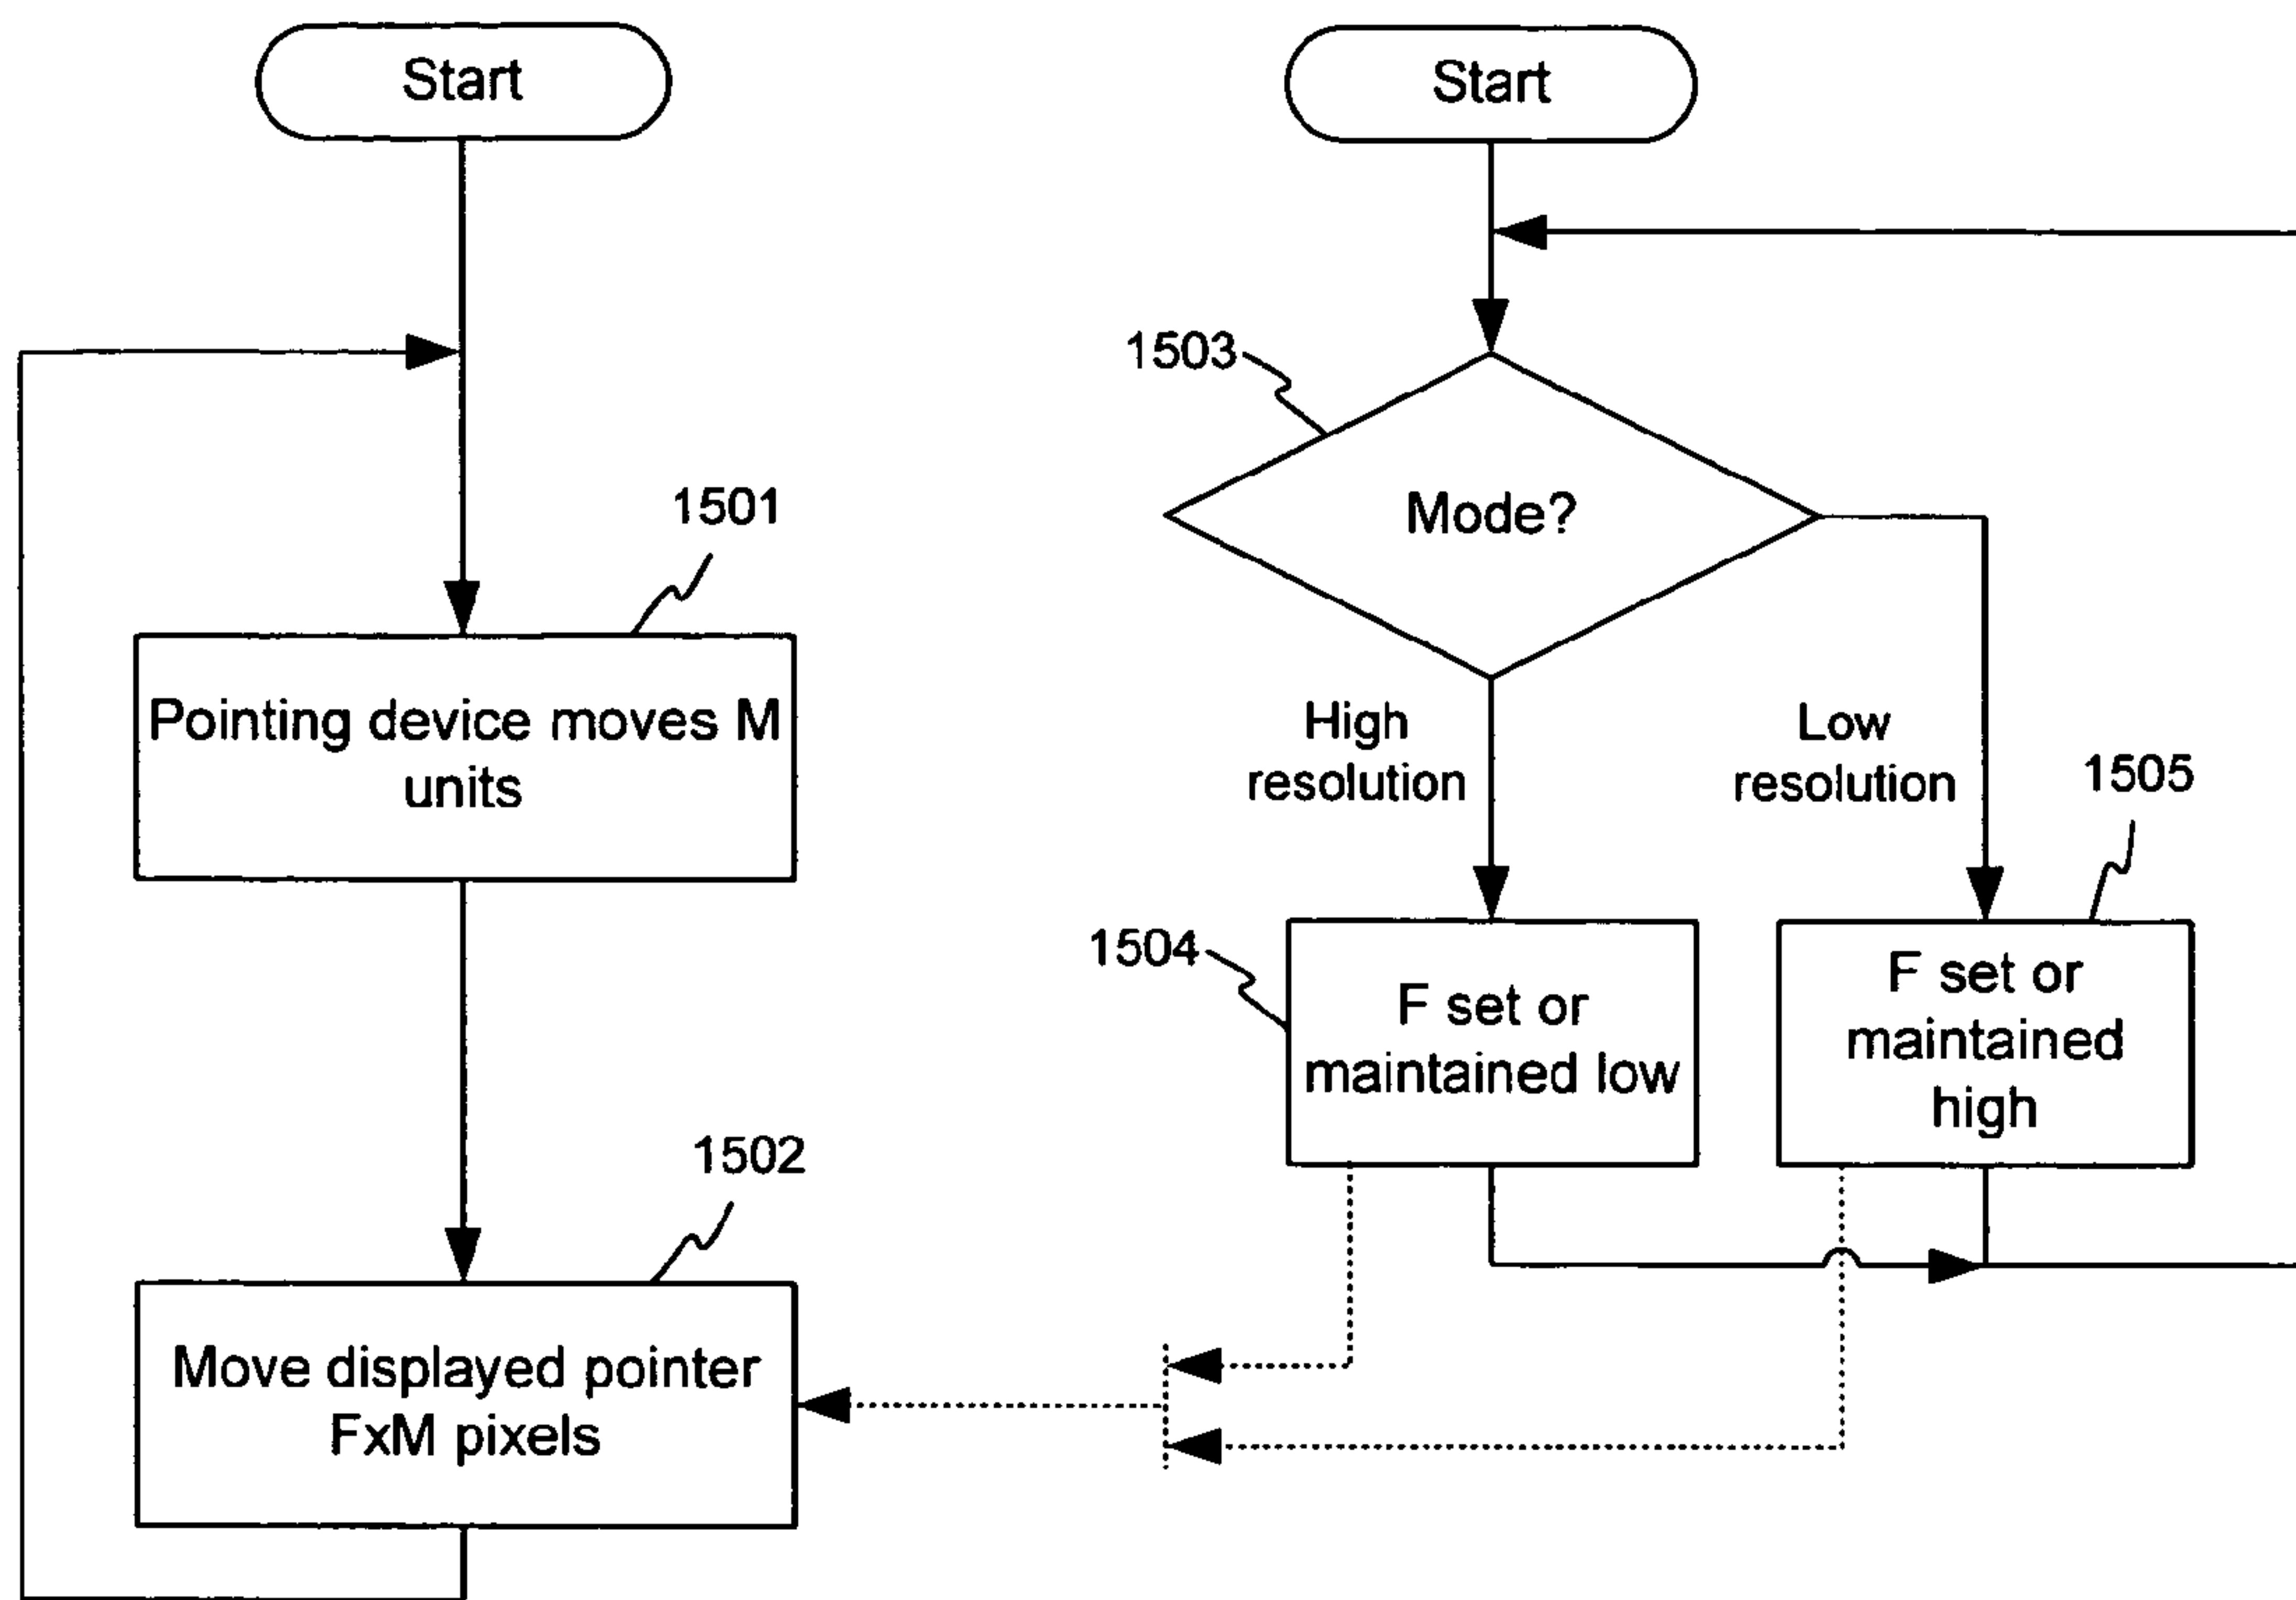 Start
1501
Pointing device moves M
units
1502
Move displayed pointer
FxM pixels
Start
1503
Mode?
High
resolution
Low
resolution
1504
F set or
maintained low
1505
F set or
maintained
high